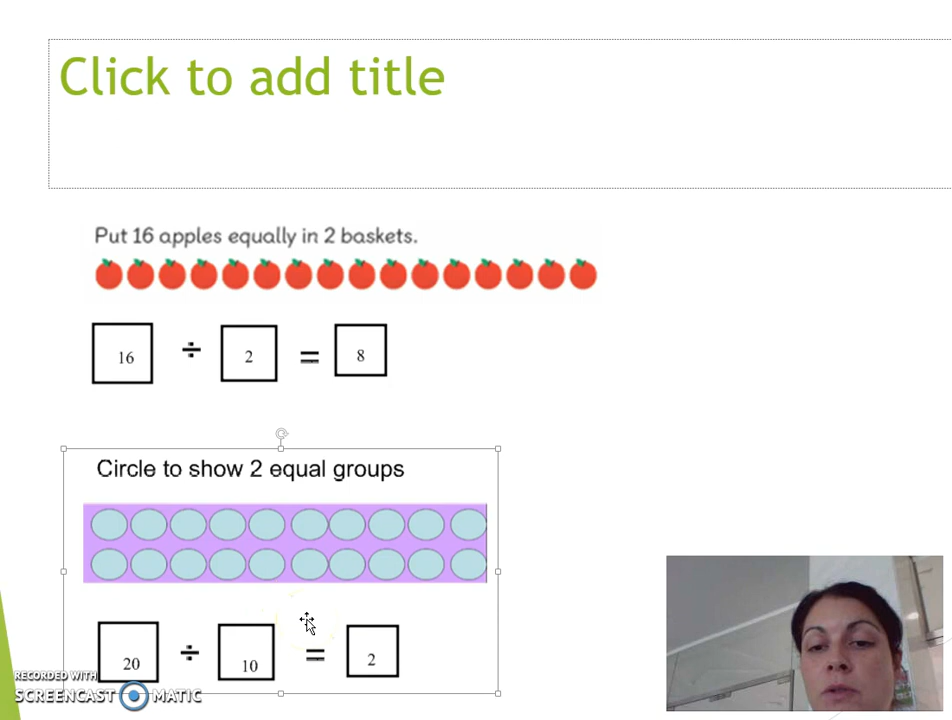 Click to add title
Put 16 apples equally in 2 baskets.
16 ÷ 2 = 8
Circle to show 2 equal groups
20 ÷ 10 = 2
RECORDED WITH
SCREENCAST MATIC